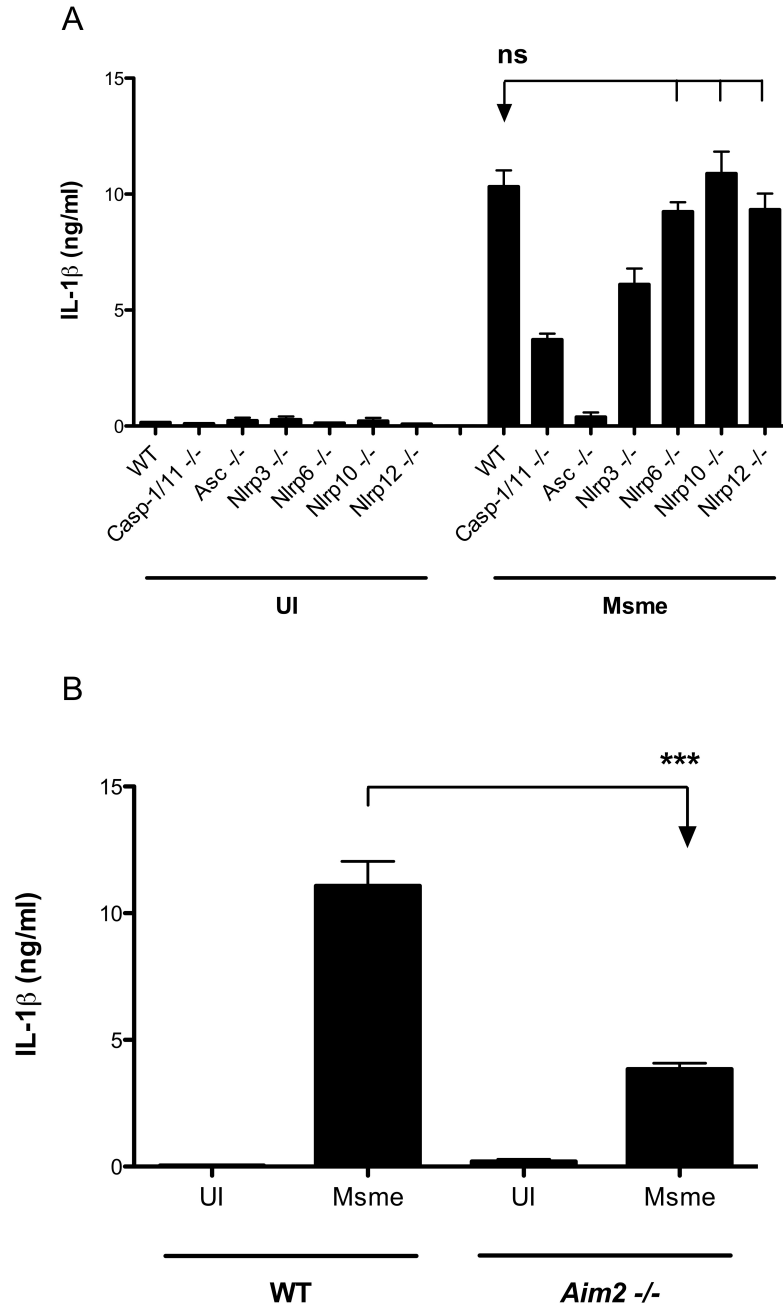 A
ns
15
10
5
0
IL-1β (ng/ml)
WT
Casp-1/11 -/-
Asc -/-
Nlrp3 -/-
Nlrp6 -/-
Nlrp10 -/-
Nlrp12 -/-
WT
Casp-1/11 -/-
Asc -/-
Nlrp3 -/-
Nlrp6 -/-
Nlrp10 -/-
Nlrp12 -/-
UI
Msme
B
***
15
10
5
0
IL-1β (ng/ml)
UI
Msme
UI
Msme
WT
Aim2 -/-